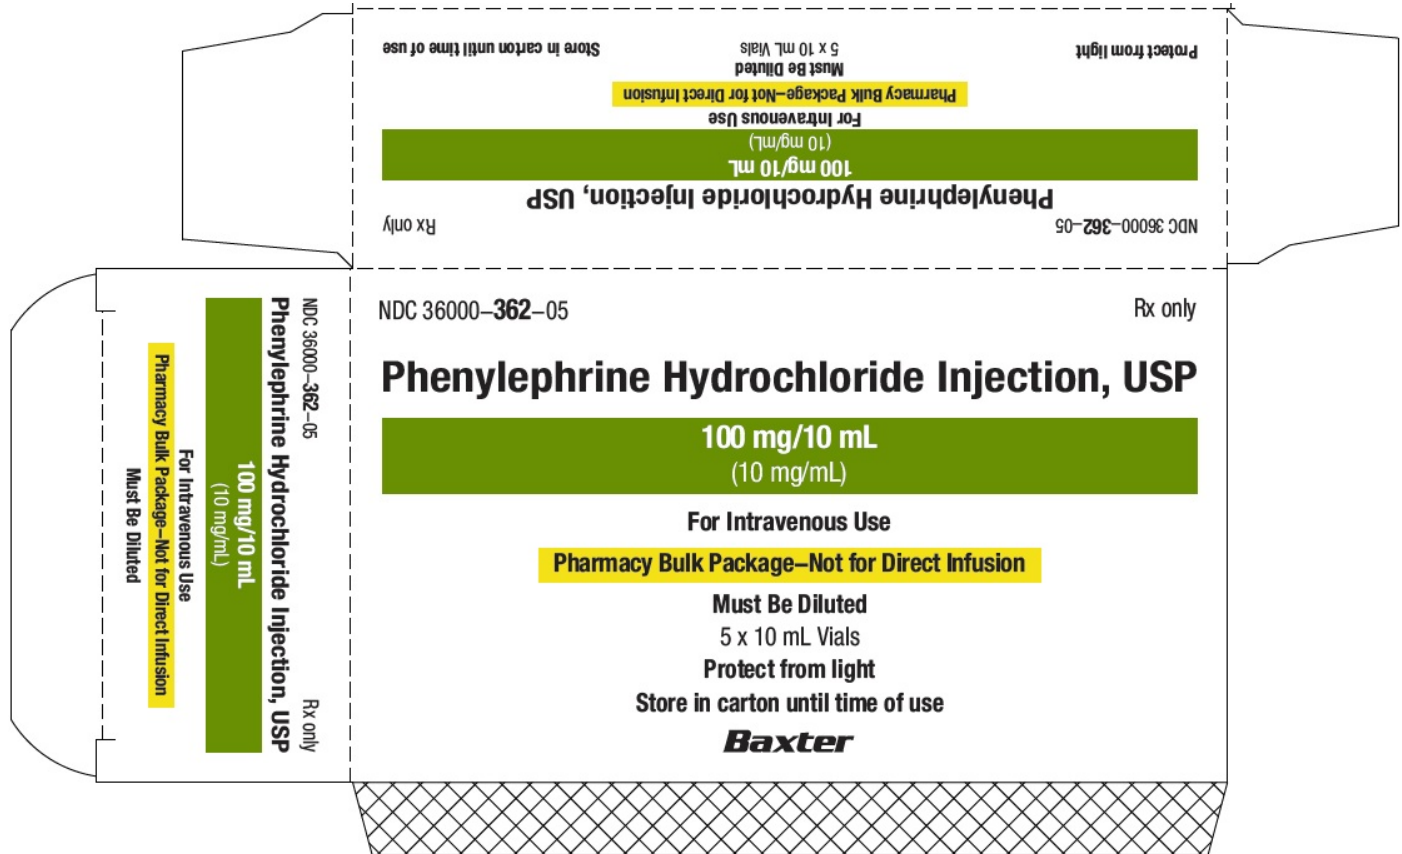 Store in carton until time of use
5 x 10 mL Vials
Protect from light
Must Be Diluted
Pharmacy Bulk Package–Not for Direct Infusion
For Intravenous Use
(10 mg/mL)
100 mg/10 mL
Phenylephrine Hydrochloride Injection, USP
Rx only
NDC 36000–362–05
NDC 36000–362–05
Rx only
Phenylephrine Hydrochloride Injection, USP
100 mg/10 mL
(10 mg/mL)
For Intravenous Use
Pharmacy Bulk Package–Not for Direct Infusion
Must Be Diluted
NDC 36000–362–05
Rx only
Phenylephrine Hydrochloride Injection, USP
100 mg/10 mL
(10 mg/mL)
For Intravenous Use
Pharmacy Bulk Package–Not for Direct Infusion
Must Be Diluted
5 x 10 mL Vials
Protect from light
Store in carton until time of use
Baxter